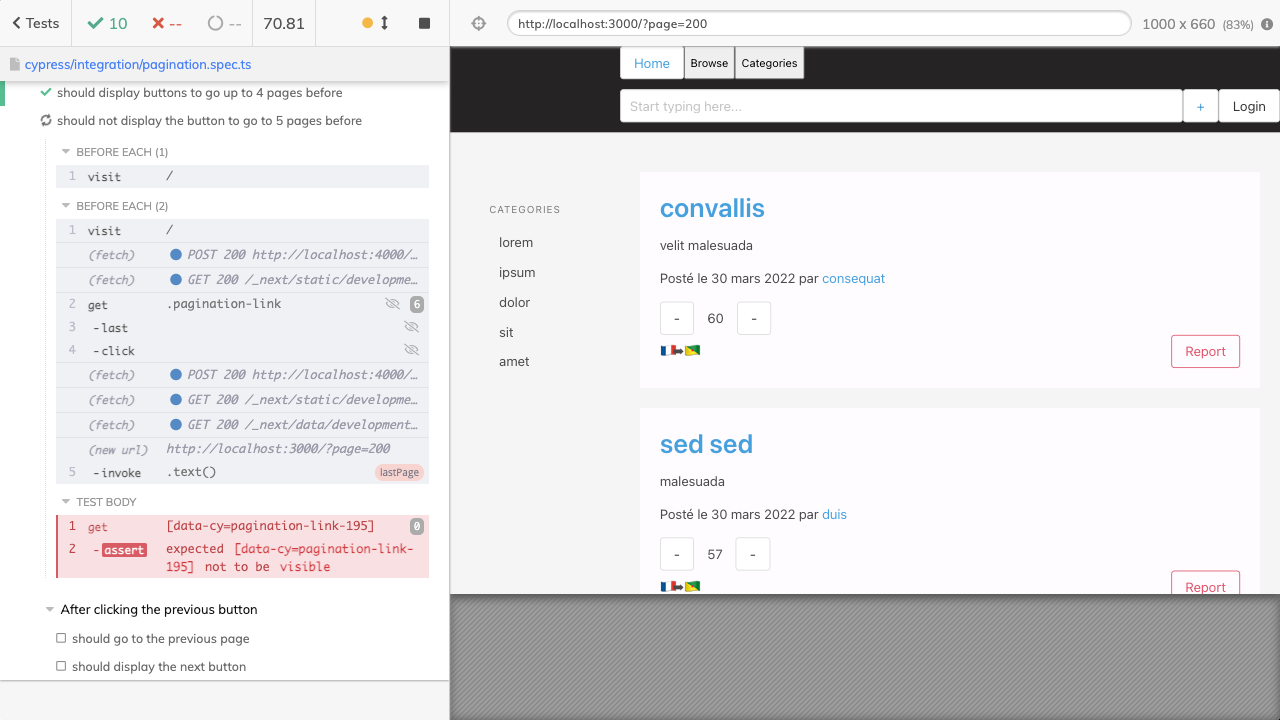 Tests
10
--
--
70.81
http://localhost:3000/?page=200
1000 x 660 (83%)
cypress/integration/pagination.spec.ts
should display buttons to go up to 4 pages before
should not display the button to go to 5 pages before
BEFORE EACH (1)
1 visit /
BEFORE EACH (2)
1 visit /
(fetch) POST 200 http://localhost:4000/…
(fetch) GET 200 /_next/static/developme…
2 get .pagination-link 6
3 -last
4 -click
(fetch) POST 200 http://localhost:4000/…
(fetch) GET 200 /_next/static/developme…
(fetch) GET 200 /_next/data/development…
(new url) http://localhost:3000/?page=200
5 -invoke .text() lastPage
TEST BODY
1 get [data-cy=pagination-link-195] 0
2 -assert expected [data-cy=pagination-link-
195] not to be visible
After clicking the previous button
should go to the previous page
should display the next button
Home Browse Categories
Start typing here... + Login
CATEGORIES
lorem
ipsum
dolor
sit
amet
convallis
velit malesuada
Posté le 30 mars 2022 par consequat
- 60 -
Report
sed sed
malesuada
Posté le 30 mars 2022 par duis
- 57 -
Report